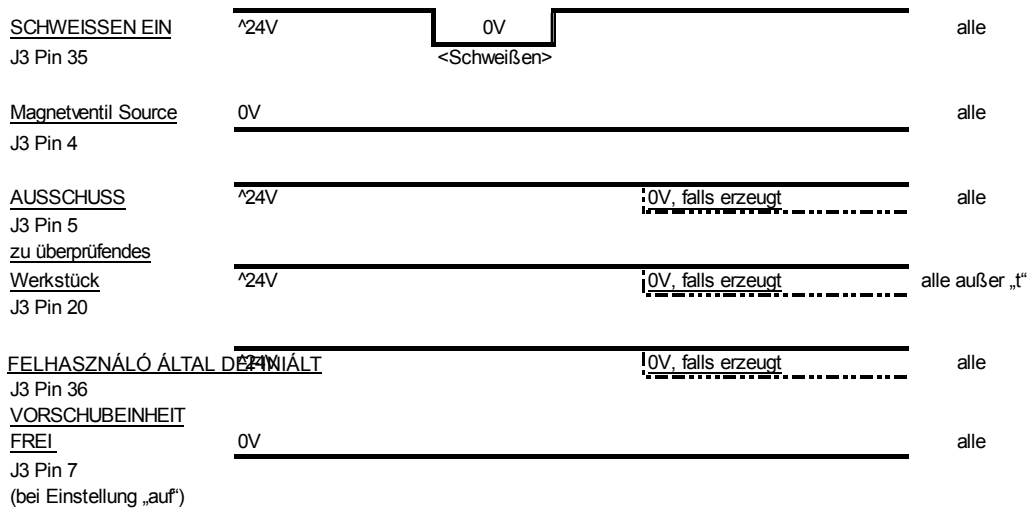 SCHWEISSEN EIN ^24V 0V alle
J3 Pin 35 <Schweißen>
Magnetventil Source 0V alle
J3 Pin 4
AUSSCHUSS ^24V 0V, falls erzeugt alle
J3 Pin 5
zu überprüfendes
Werkstück ^24V 0V, falls erzeugt alle außer „t“
J3 Pin 20
FELHASZNÁLÓ ÁLTAL DEFINIÁLT ^24V 0V, falls erzeugt alle
J3 Pin 36
VORSCHUBEINHEIT
FREI 0V alle
J3 Pin 7
(bei Einstellung „auf“)